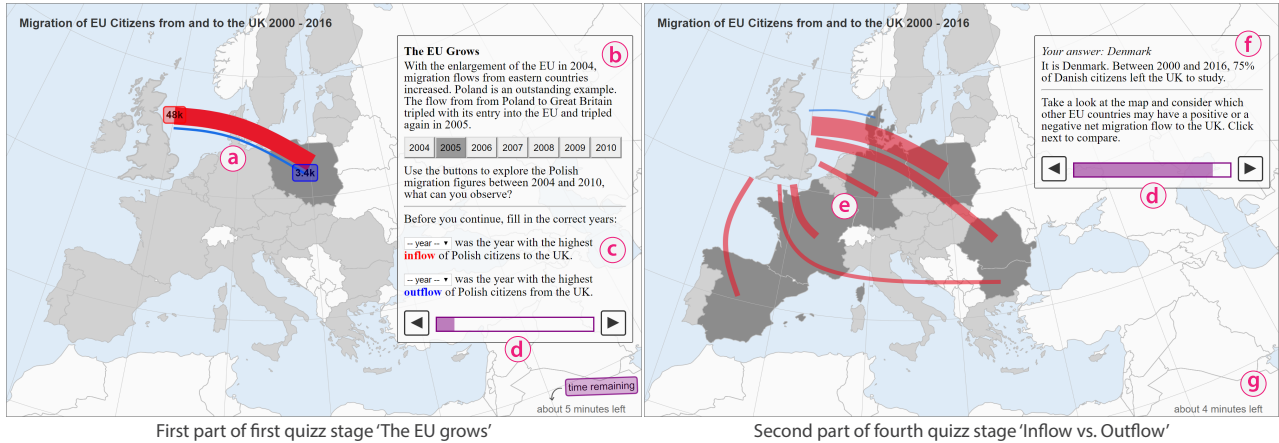 Migration of EU Citizens from and to the UK 2000 - 2016
b
The EU Grows
With the enlargement of the EU in 2004,
migration flows from eastern countries
increased. Poland is an outstanding example.
The flow from from Poland to Great Britain
tripled with its entry into the EU and tripled
again in 2005.
2004 2005 2006 2007 2008 2009 2010
Use the buttons to explore the Polish
migration figures between 2004 and 2010,
what can you observe?
Before you continue, fill in the correct years:
-- year -- ▾ was the year with the highest
inflow of Polish citizens to the UK.
c
-- year -- ▾ was the year with the highest
outflow of Polish citizens from the UK.
◀ ▶
d
48k
a
3.4k
time remaining
about 5 minutes left
First part of first quizz stage ‘The EU grows’
Migration of EU Citizens from and to the UK 2000 - 2016
f
Your answer: Denmark
It is Denmark. Between 2000 and 2016, 75%
of Danish citizens left the UK to study.
Take a look at the map and consider which
other EU countries may have a positive or a
negative net migration flow to the UK. Click
next to compare.
◀ ▶
d
e
g
about 4 minutes left
Second part of fourth quizz stage ‘Inflow vs. Outflow’